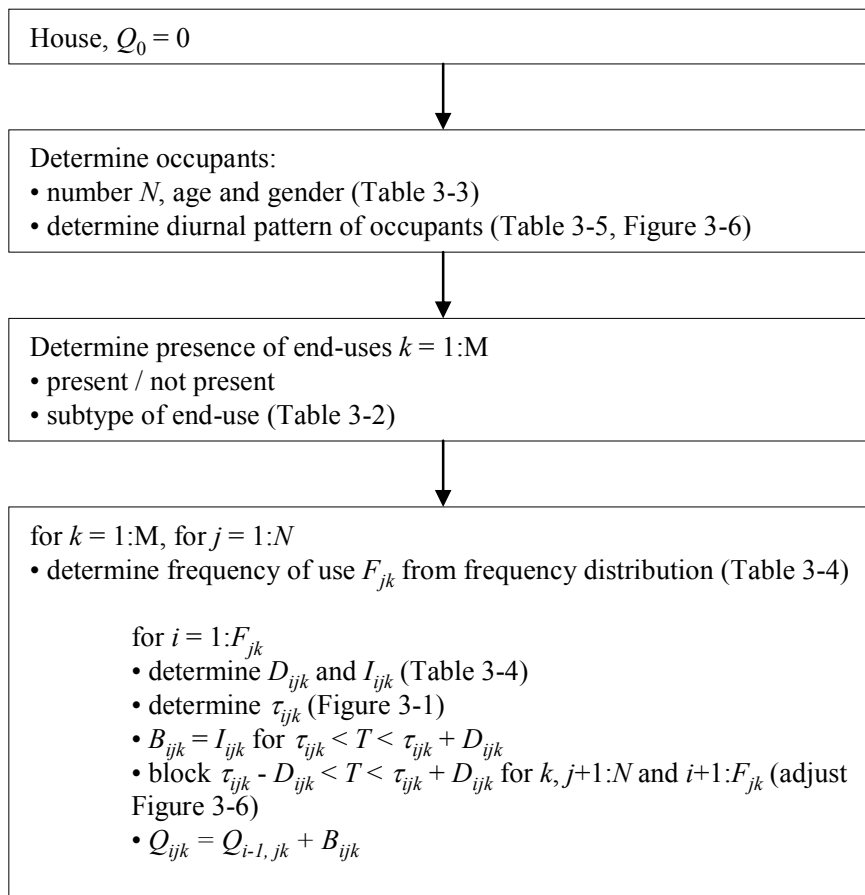 House, Q0 = 0
Determine occupants:
• number N, age and gender (Table 3-3)
• determine diurnal pattern of occupants (Table 3-5, Figure 3-6)
Determine presence of end-uses k = 1:M
• present / not present
• subtype of end-use (Table 3-2)
for k = 1:M, for j = 1:N
• determine frequency of use Fjk from frequency distribution (Table 3-4)
for i = 1:Fjk
• determine Dijk and Iijk (Table 3-4)
• determine τijk (Figure 3-1)
• Bijk = Iijk for τijk < T < τijk + Dijk
• block τijk - Dijk < T < τijk + Dijk for k, j+1:N and i+1:Fjk (adjust
Figure 3-6)
• Qijk = Qi-1, jk + Bijk